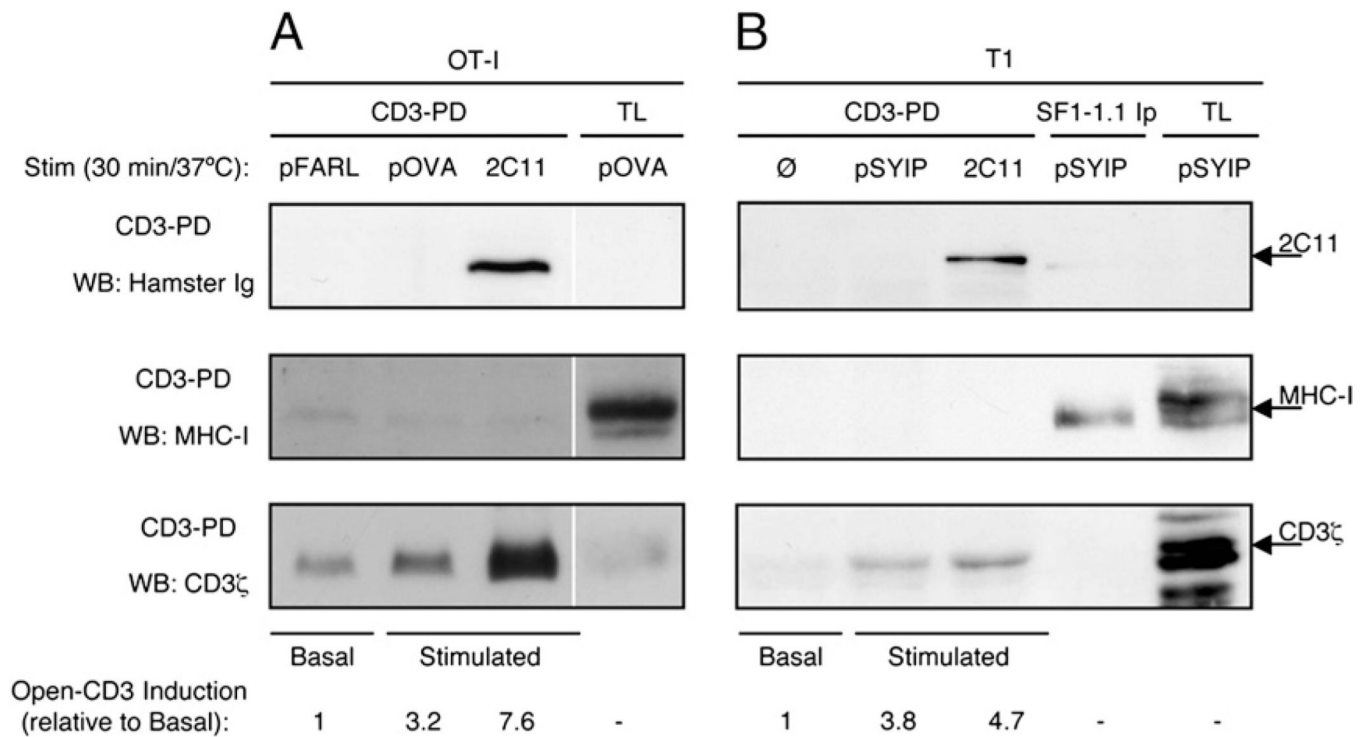 A B
OT-I T1
CD3-PD TL CD3-PD SF1-1.1 Ip TL
Stim (30 min/37ºC): pFARL pOVA 2C11 pOVA Ø pSYIP 2C11 pSYIP pSYIP
CD3-PD
WB: Hamster Ig
2C11
CD3-PD
WB: MHC-I
MHC-I
CD3-PD
WB: CD3ζ
CD3ζ
Basal Stimulated Basal Stimulated
Open-CD3 Induction
(relative to Basal): 1 3.2 7.6 - 1 3.8 4.7 - -